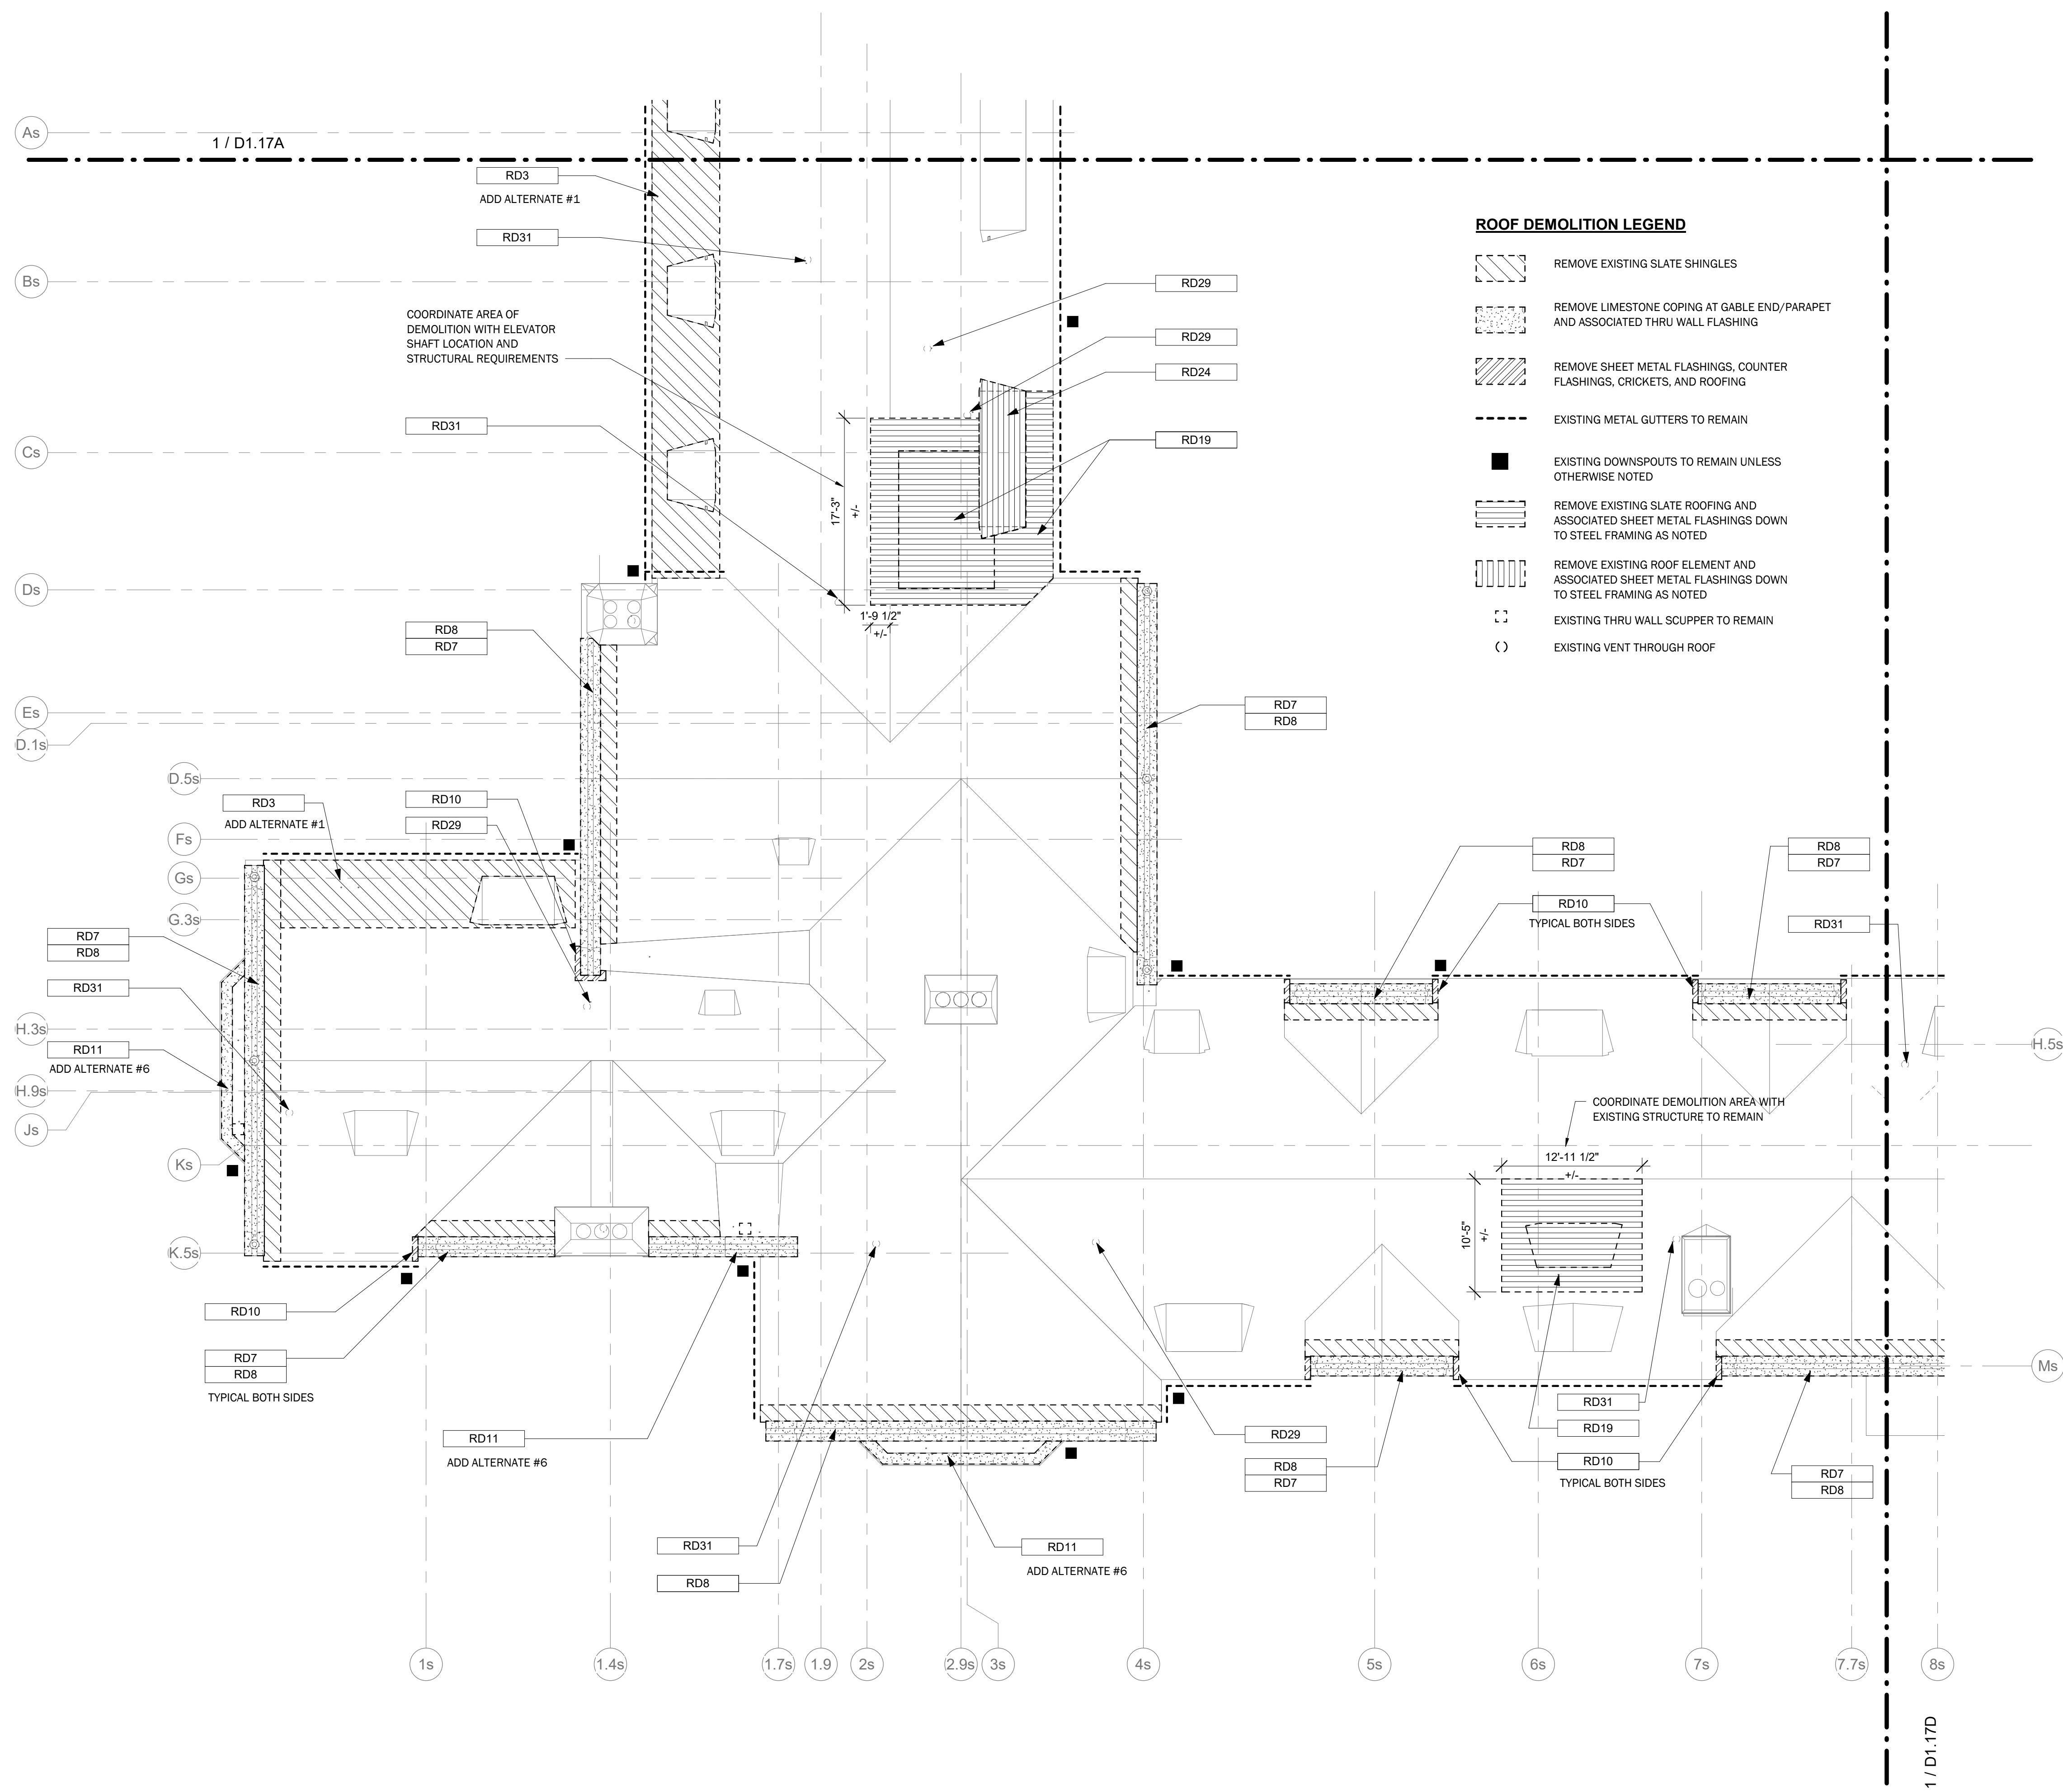 As
1 / D1.17A
RD3
ADD ALTERNATE #1
RD31
Bs
COORDINATE AREA OF
DEMOLITION WITH ELEVATOR
SHAFT LOCATION AND
STRUCTURAL REQUIREMENTS
RD29
RD29
RD24
RD31
RD19
Cs
17'-3"
+/-
Ds
1'-9 1/2"
+/-
ROOF DEMOLITION LEGEND
REMOVE EXISTING SLATE SHINGLES
REMOVE LIMESTONE COPING AT GABLE END/PARAPET
AND ASSOCIATED THRU WALL FLASHING
REMOVE SHEET METAL FLASHINGS, COUNTER
FLASHINGS, CRICKETS, AND ROOFING
EXISTING METAL GUTTERS TO REMAIN
EXISTING DOWNSPOUTS TO REMAIN UNLESS
OTHERWISE NOTED
REMOVE EXISTING SLATE ROOFING AND
ASSOCIATED SHEET METAL FLASHINGS DOWN
TO STEEL FRAMING AS NOTED
REMOVE EXISTING ROOF ELEMENT AND
ASSOCIATED SHEET METAL FLASHINGS DOWN
TO STEEL FRAMING AS NOTED
EXISTING THRU WALL SCUPPER TO REMAIN
EXISTING VENT THROUGH ROOF
RD8
RD7
Es
D.1s
RD7
RD8
D.5s
RD3
ADD ALTERNATE #1
RD10
RD29
Fs
Gs
G.3s
RD8
RD7
RD8
RD7
RD10
TYPICAL BOTH SIDES
RD31
RD7
RD8
RD31
H.3s
RD11
ADD ALTERNATE #6
H.9s
Js
Ks
H.5s
COORDINATE DEMOLITION AREA WITH
EXISTING STRUCTURE TO REMAIN
12'-11 1/2"
+/-
10'-5"
+/-
K.5s
RD10
RD7
RD8
TYPICAL BOTH SIDES
Ms
RD11
ADD ALTERNATE #6
RD29
RD8
RD7
RD31
RD19
RD10
TYPICAL BOTH SIDES
RD7
RD8
RD31
RD8
RD11
ADD ALTERNATE #6
1s
1.4s
1.7s
1.9
2s
2.9s
3s
4s
5s
6s
7s
7.7s
8s
1 / D1.17D